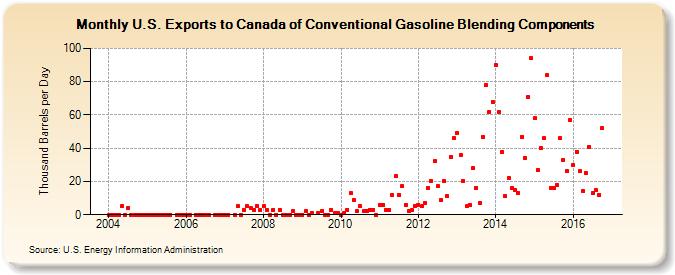 Monthly U.S. Exports to Canada of Conventional Gasoline Blending Components
Thousand Barrels per Day
100
80
60
40
20
0
2004 2006 2008 2010 2012 2014 2016
Source: U.S. Energy Information Administration